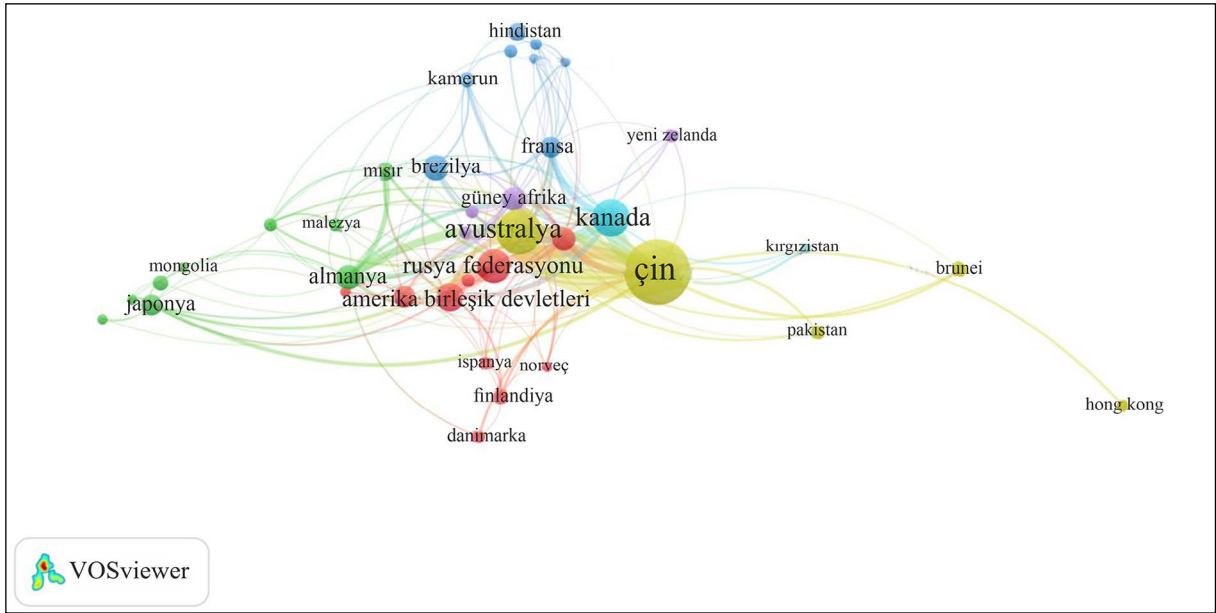 hindistan
kamerun
yeni zelanda
fransa
brezilya
mısır
güney afrika
kanada
malezya
avustralya
kırgızistan
mongolia
almanya
rusya federasyonu
çin
brunei
japonya
amerika birleşik devletleri
pakistan
ispanya
norveç
finlandiya
hong kong
danimarka
VOSviewer